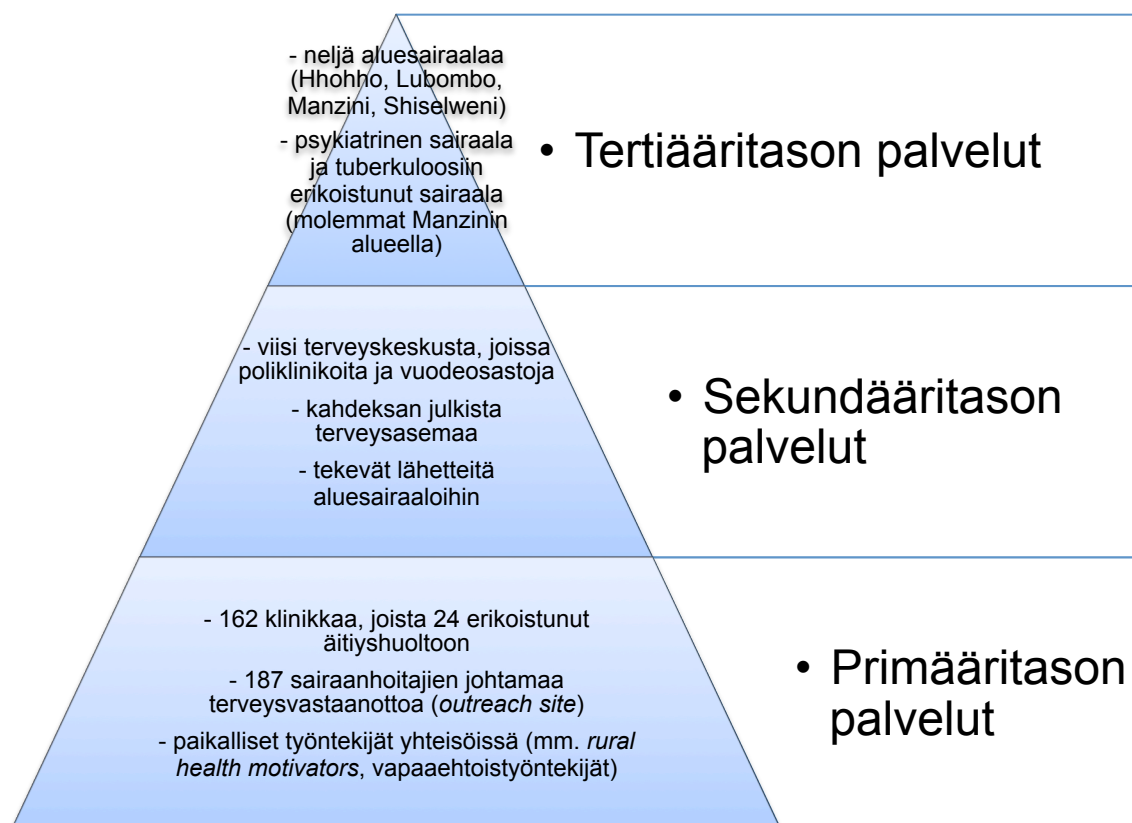 - neljä aluesairaalaa
(Hhohho, Lubombo,
Manzini, Shiselweni)
- psykiatrinen sairaala
ja tuberkuloosiin
erikoistunut sairaala
(molemmat Manzinin
alueella)
• Tertiääritason palvelut
- viisi terveyskeskusta, joissa
poliklinikoita ja vuodeosastoja
- kahdeksan julkista
terveysasemaa
- tekevät lähetteitä
aluesairaaloihin
• Sekundääritason
palvelut
- 162 klinikkaa, joista 24 erikoistunut
äitiyshuoltoon
- 187 sairaanhoitajien johtamaa
terveysvastaanottoa (outreach site)
- paikalliset työntekijät yhteisöissä (mm. rural
health motivators, vapaaehtoistyöntekijät)
• Primääritason
palvelut